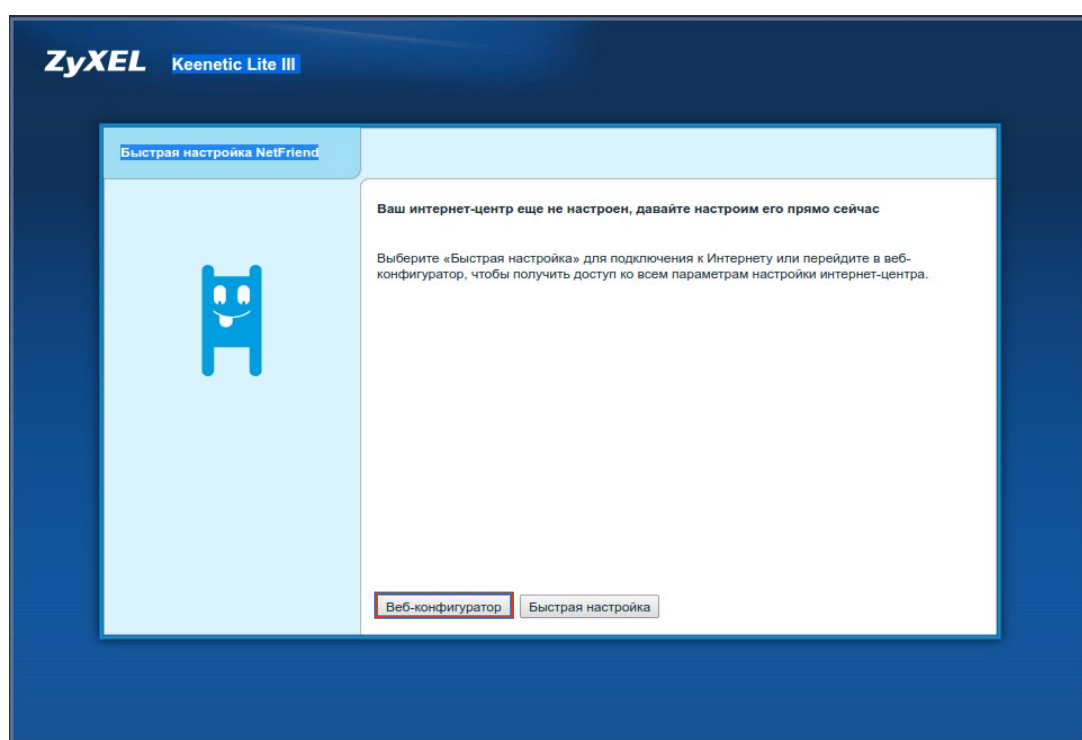 ZyXEL Keenetic Lite III
Быстрая настройка NetFriend
Ваш интернет-центр еще не настроен, давайте настроим его прямо сейчас
Выберите «Быстрая настройка» для подключения к Интернету или перейдите в веб-
конфигуратор, чтобы получить доступ ко всем параметрам настройки интернет-центра.
Веб-конфигуратор Быстрая настройка